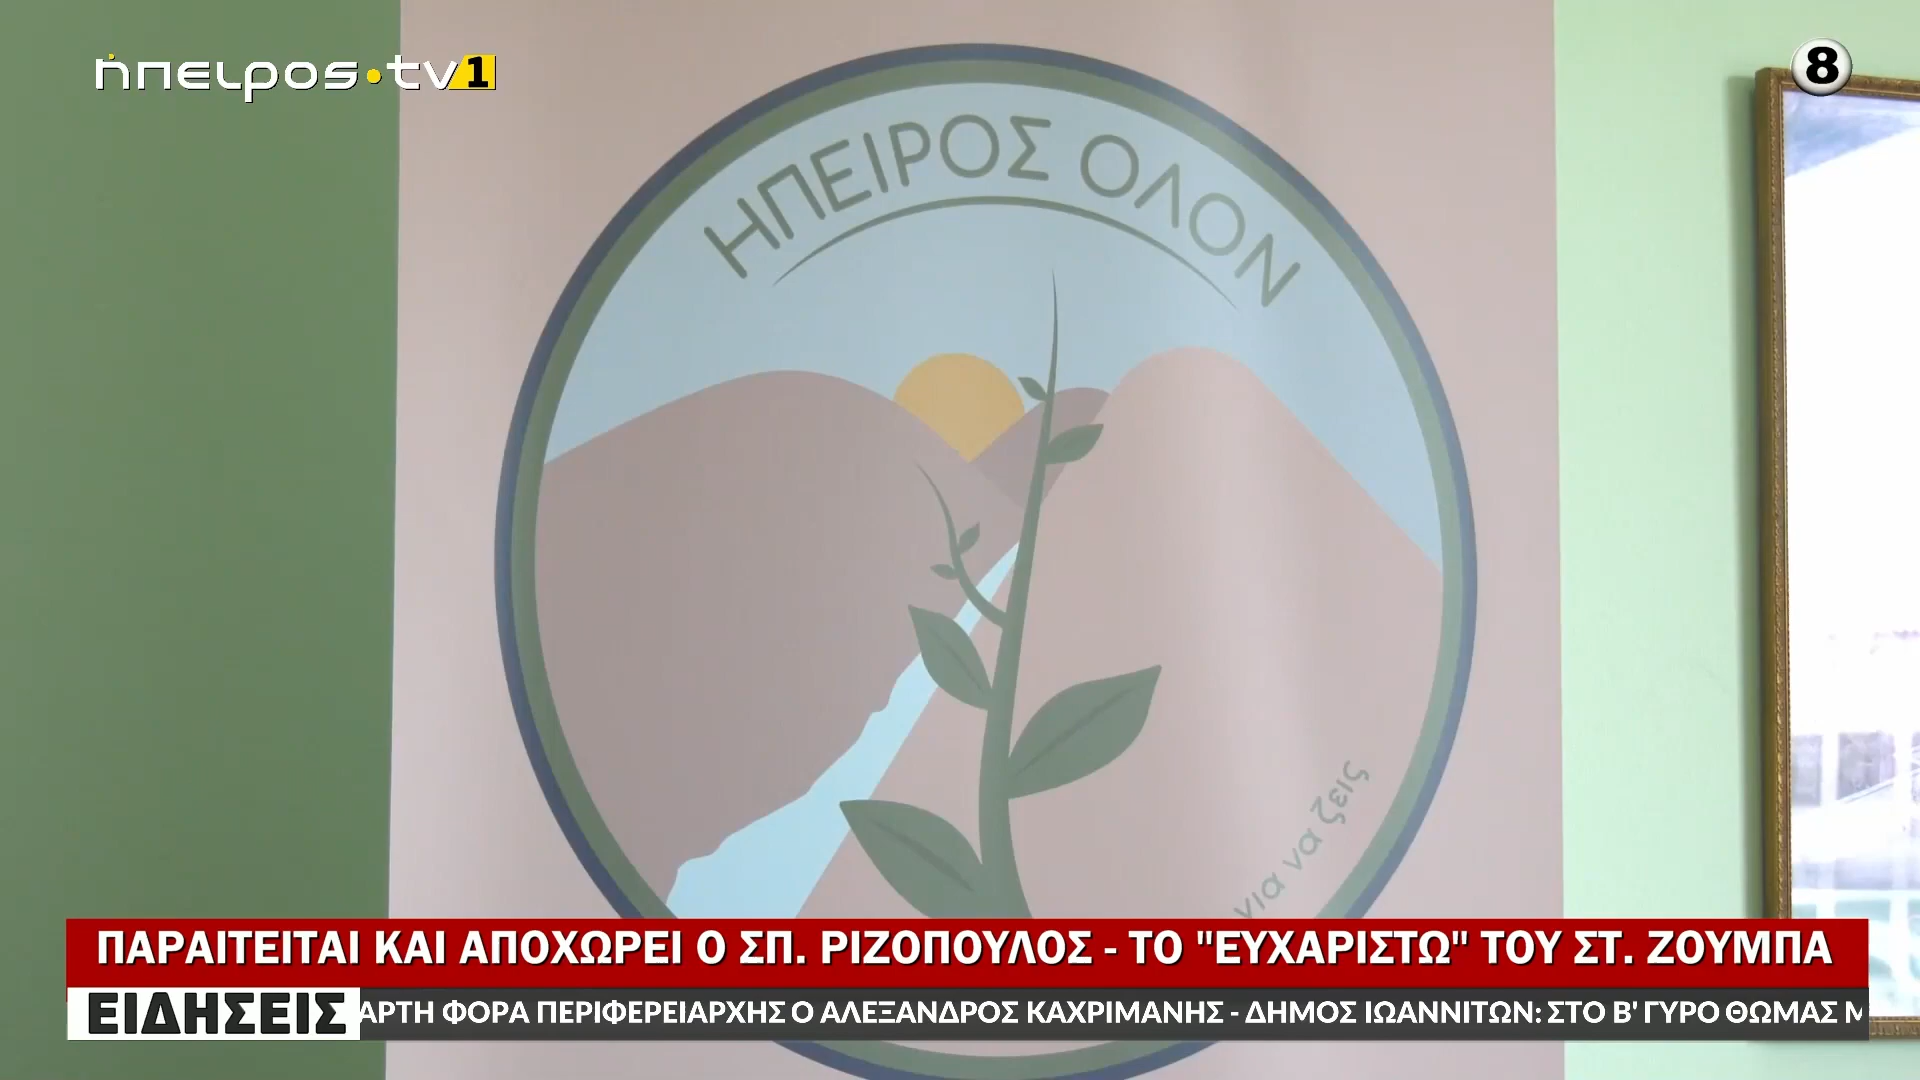 ήπειρος.tv1
8
ΗΠΕΙΡΟΣ ΟΛΟΝ
για να ζεις
ΠΑΡΑΙΤΕΙΤΑΙ ΚΑΙ ΑΠΟΧΩΡΕΙ Ο ΣΠ. ΡΙΖΟΠΟΥΛΟΣ - ΤΟ "ΕΥΧΑΡΙΣΤΩ" ΤΟΥ ΣΤ. ΖΟΥΜΠΑ
ΕΙΔΗΣΕΙΣ ΑΡΤΗ ΦΟΡΑ ΠΕΡΙΦΕΡΕΙΑΡΧΗΣ Ο ΑΛΕΞΑΝΔΡΟΣ ΚΑΧΡΙΜΑΝΗΣ - ΔΗΜΟΣ ΙΩΑΝΝΙΤΩΝ: ΣΤΟ Β' ΓΥΡΟ ΘΩΜΑΣ